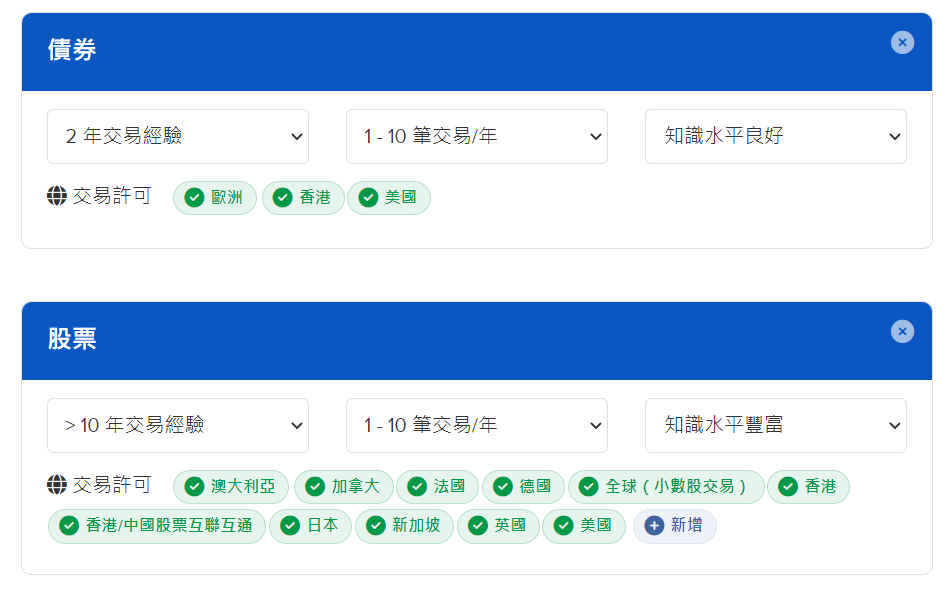 債券
2 年交易經驗 1 - 10 筆交易/年 知識水平良好
交易許可 歐洲 香港 美國
股票
> 10 年交易經驗 1 - 10 筆交易/年 知識水平豐富
交易許可 澳大利亞 加拿大 法國 德國 全球 ( 小數股交易 ) 香港
香港/中國股票互聯互通 日本 新加坡 英國 美國 新增